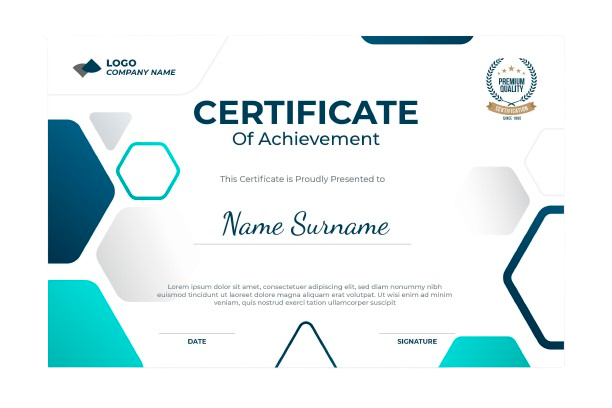 LOGO
COMPANY NAME
PREMIUM
QUALITY
CERTIFICATION
SINCE 1980
CERTIFICATE
Of Achievement
This Certificate is Proudly Presented to
Name Surname
Lorem ipsum dolor sit amet, consectetuer adipiscing elit, sed diam nonummy nibh
euismod tincidunt ut laoreet dolore magna aliquam erat volutpat. Ut wisi enim ad minim
veniam, quis nostrud exerci tation ullamcorper suscipit
DATE
SIGNATURE